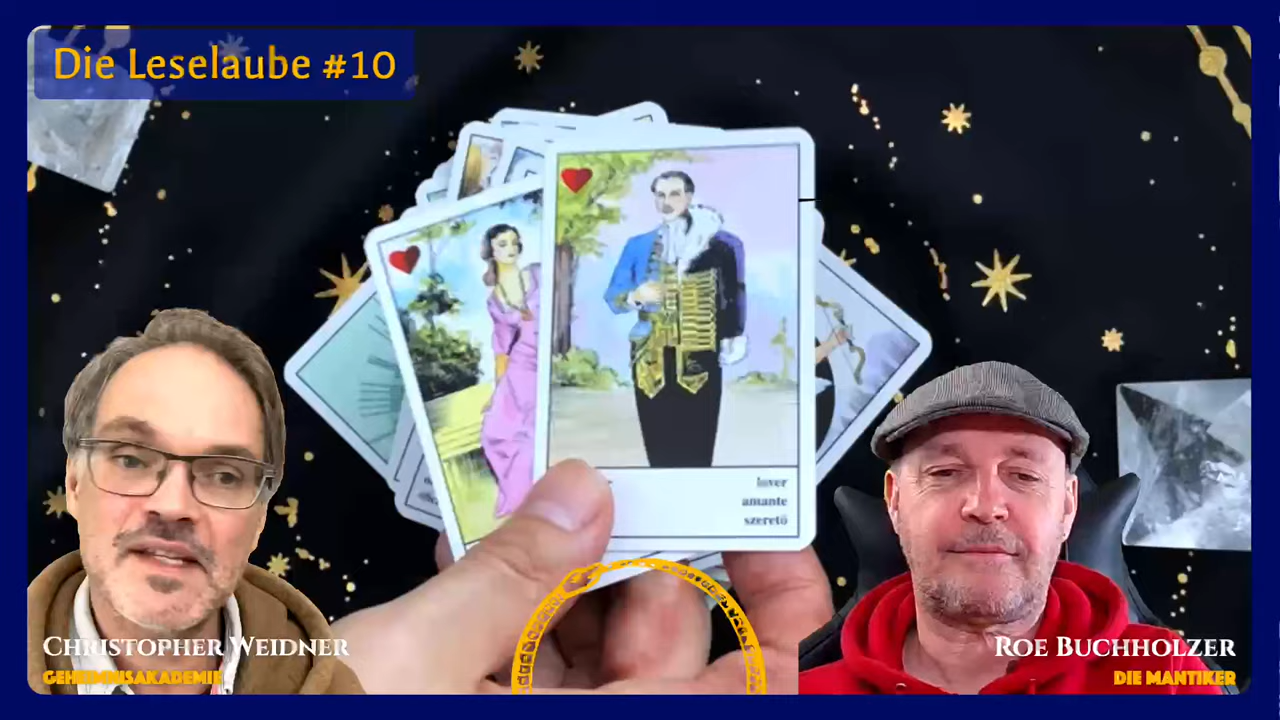 Die Leselaube #10
lover
amante
szerető
Christopher Weidner
GEHEIMNISAKADEMIE
Roe Buchholzer
DIE MANTIKER